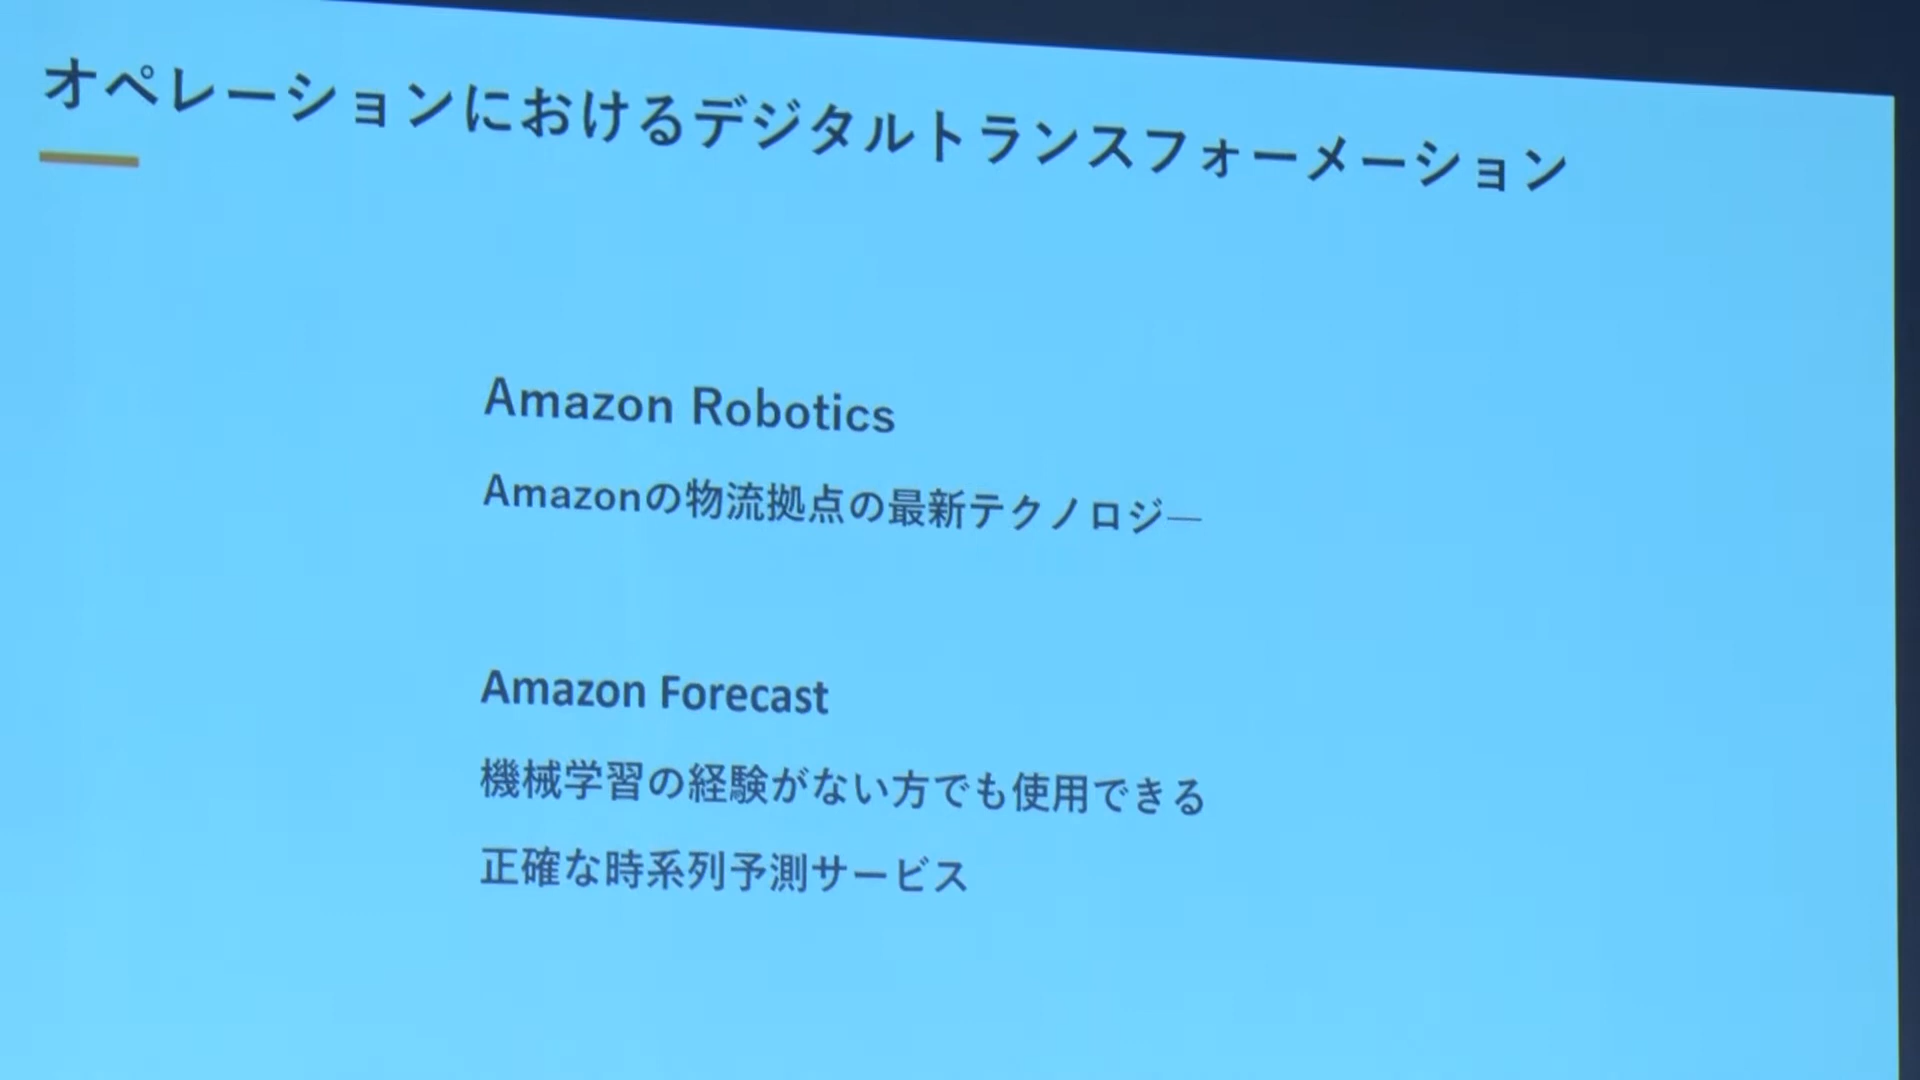 オペレーションにおけるデジタルトランスフォーメーション
Amazon Robotics
Amazonの物流拠点の最新テクノロジ―
Amazon Forecast
機械学習の経験がない方でも使用できる
正確な時系列予測サービス